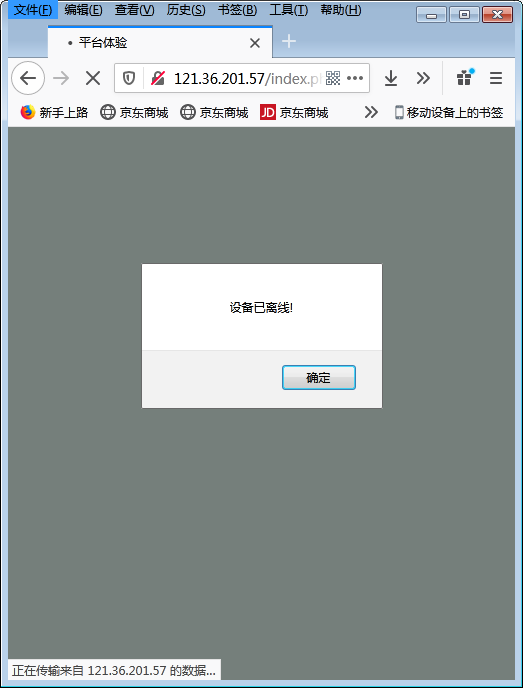 文件(F) 编辑(E) 查看(V) 历史(S) 书签(B) 工具(T) 帮助(H)
• 平台体验
121.36.201.57/index.p
新手上路 京东商城 京东商城 JD 京东商城 移动设备上的书签
设备已离线!
确定
正在传输来自 121.36.201.57 的数据...